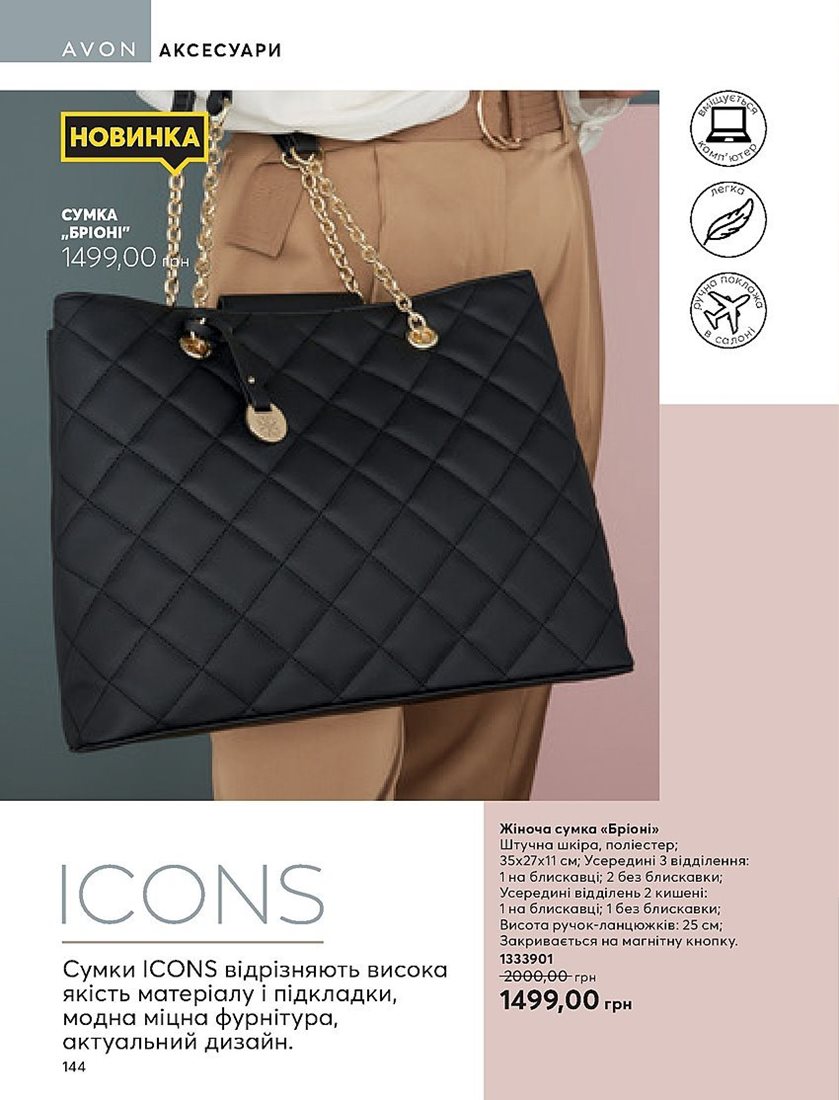 AVON АКСЕСУАРИ
НОВИНКА
СУМКА
„БРІОНІ”
1499,00 грн
вміщується
комп'ютер
легка
ручна поклажа
в салоні
ICONS
Сумки ICONS відрізняють висока
якість матеріалу і підкладки,
модна міцна фурнітура,
актуальний дизайн.
144
Жіноча сумка «Бріоні»
Штучна шкіра, поліестер;
35х27х11 см; Усередині 3 відділення:
1 на блискавці; 2 без блискавки;
Усередині відділень 2 кишені:
1 на блискавці; 1 без блискавки;
Висота ручок-ланцюжків: 25 см;
Закривається на магнітну кнопку.
1333901
2000,00 грн
1499,00 грн